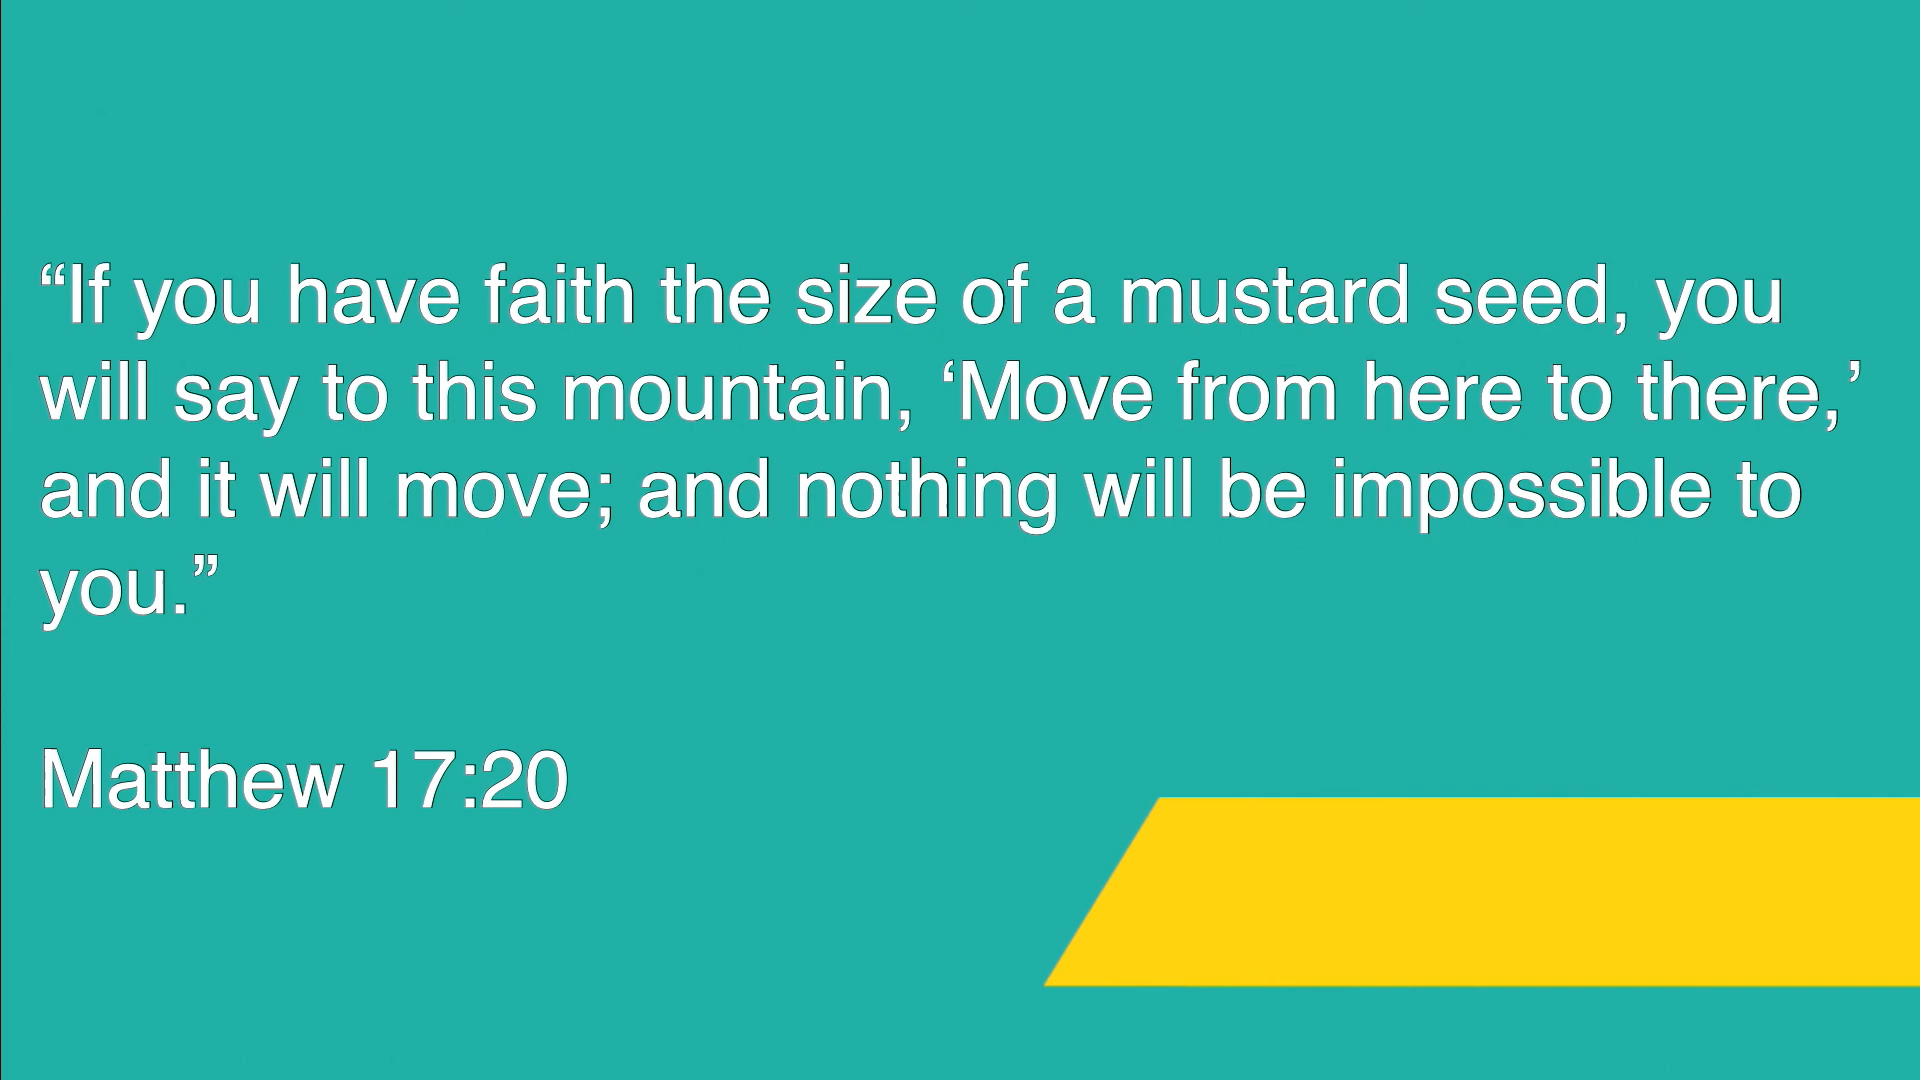 “If you have faith the size of a mustard seed, you
will say to this mountain, ‘Move from here to there,’
and it will move; and nothing will be impossible to
you.”
Matthew 17:20